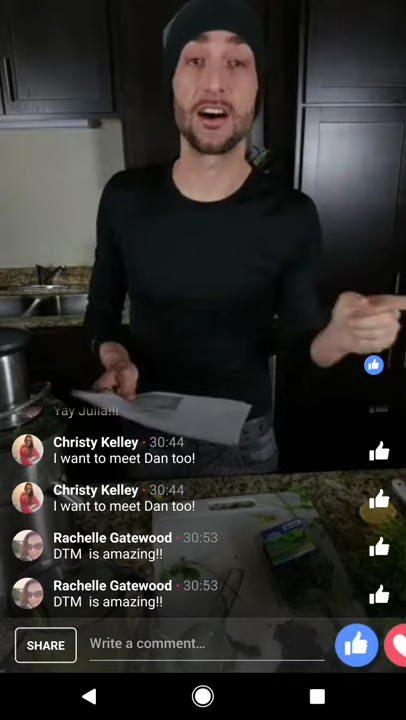 Yay Julia!!!
Christy Kelley · 30:44
I want to meet Dan too!
Christy Kelley · 30:44
I want to meet Dan too!
Rachelle Gatewood · 30:53
DTM is amazing!!
Rachelle Gatewood · 30:53
DTM is amazing!!
SHARE
Write a comment...